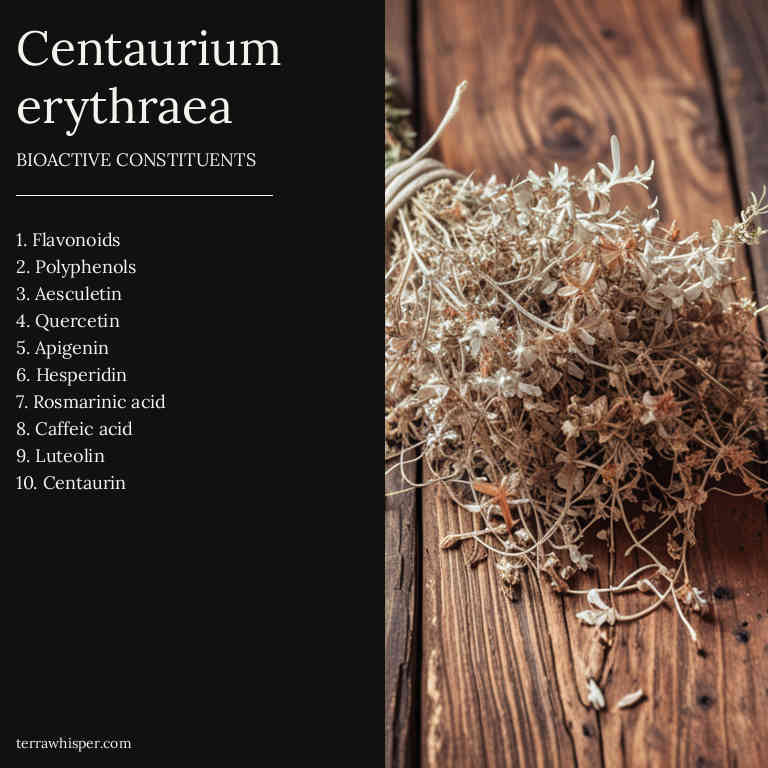 Centaurium
erythraea
BIOACTIVE CONSTITUENTS
1. Flavonoids
2. Polyphenols
3. Aesculetin
4. Quercetin
5. Apigenin
6. Hesperidin
7. Rosmarinic acid
8. Caffeic acid
9. Luteolin
10. Centaurin
terrawhisper.com